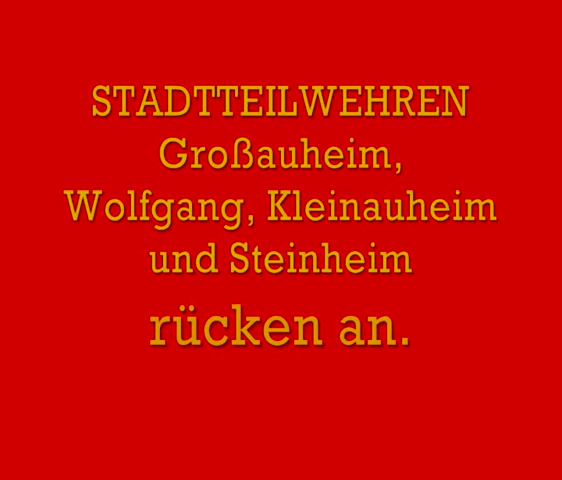 STADTTEILWEHREN
Großauheim,
Wolfgang, Kleinauheim
und Steinheim
rücken an.